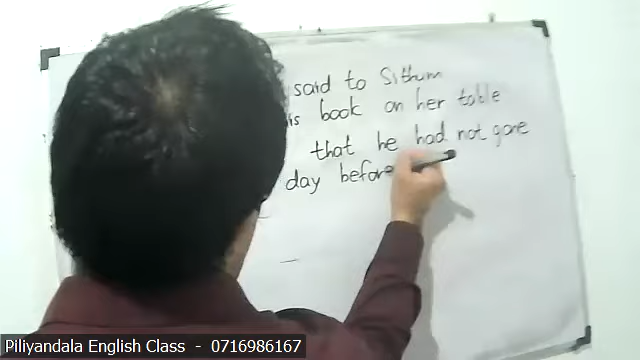 said to Sithum
is book on her table
that he had not gone
day before
Piliyandala English Class - 0716986167